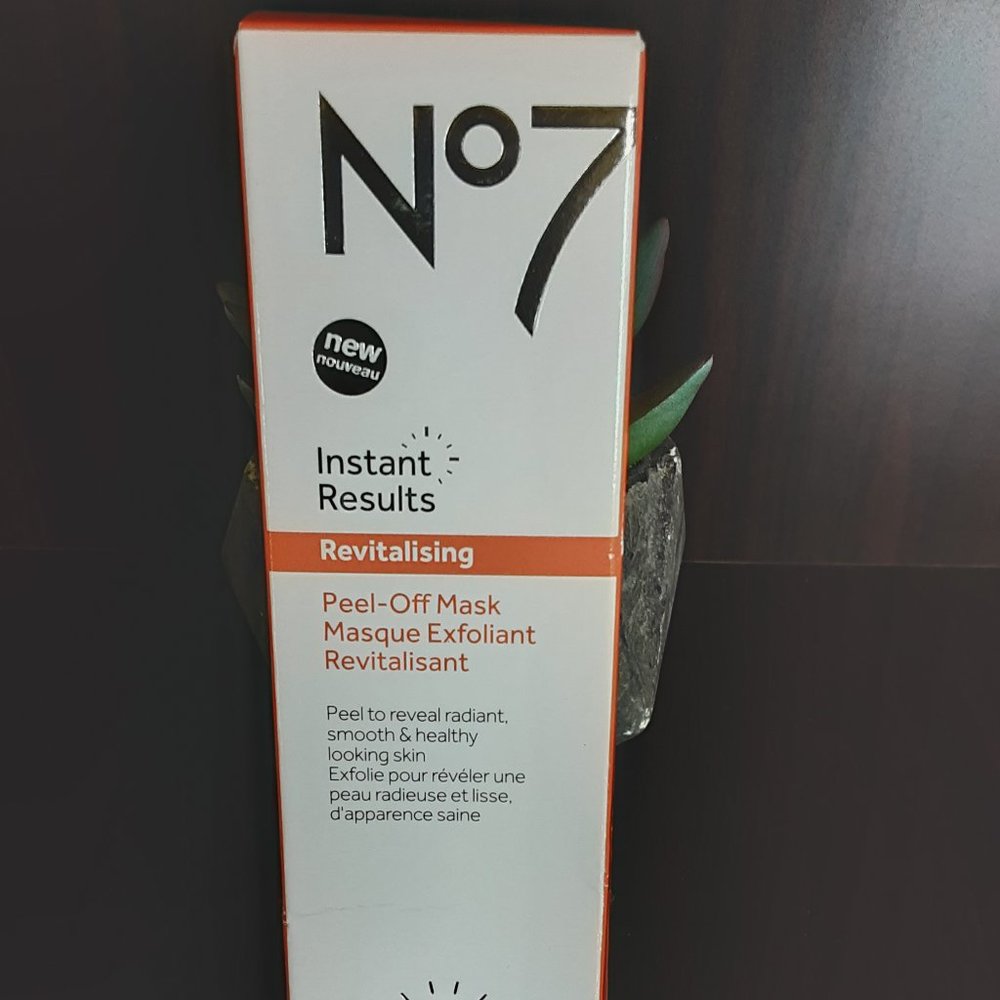 Nº7
new
nouveau
Instant
Results
Revitalising
Peel-Off Mask
Masque Exfoliant
Revitalisant
Peel to reveal radiant,
smooth & healthy
looking skin
Exfolie pour révéler une
peau radieuse et lisse,
d'apparence saine